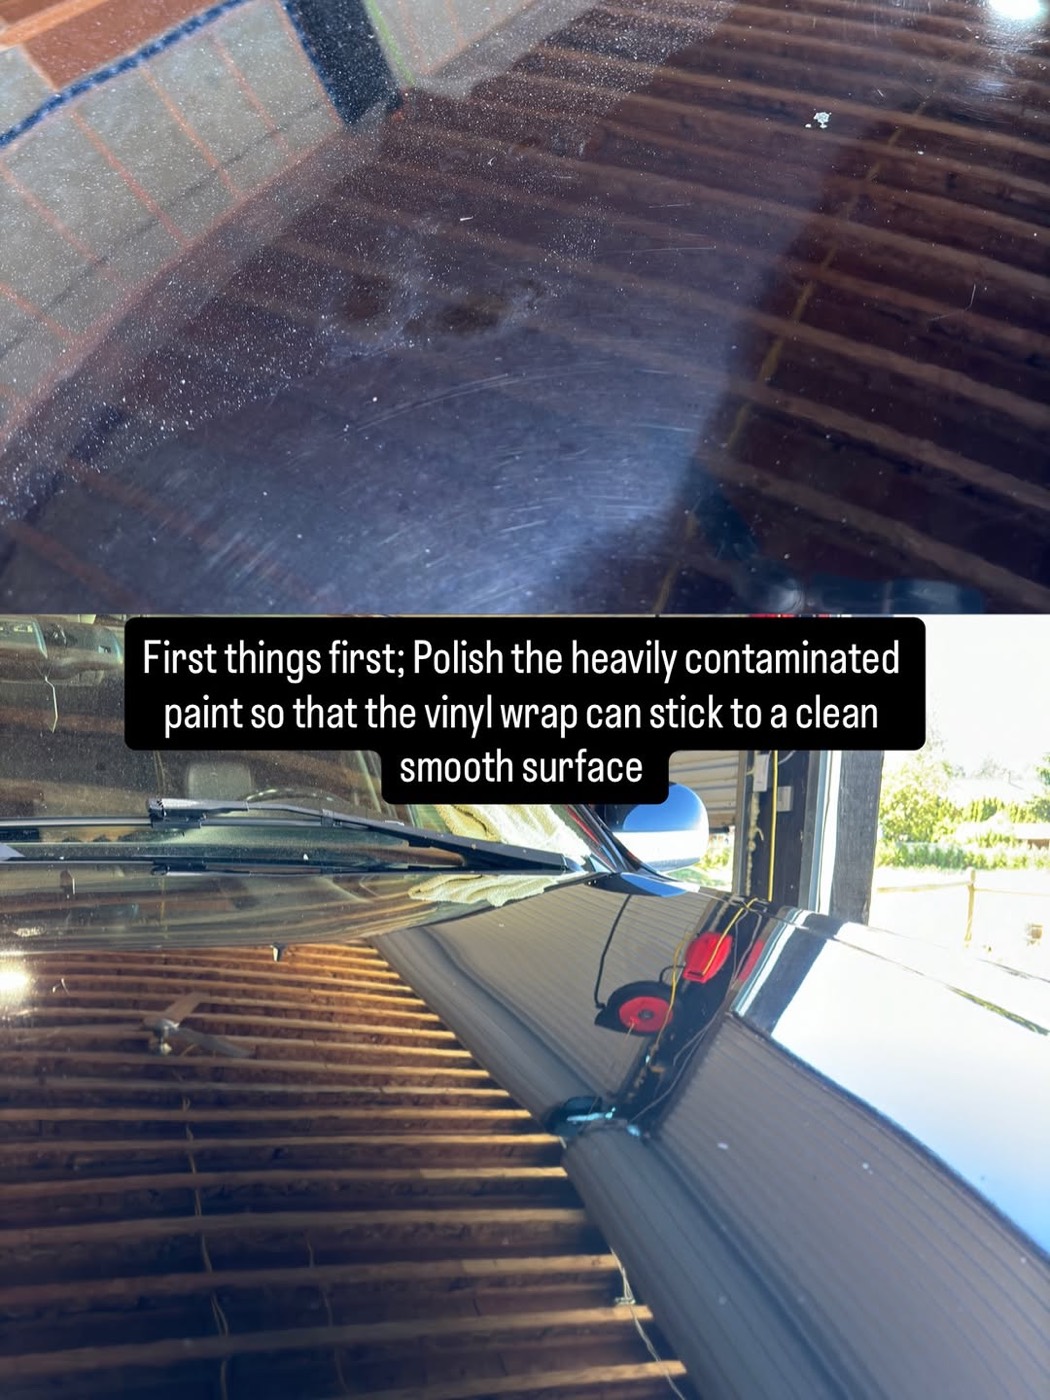 First things first; Polish the heavily contaminated
paint so that the vinyl wrap can stick to a clean
smooth surface